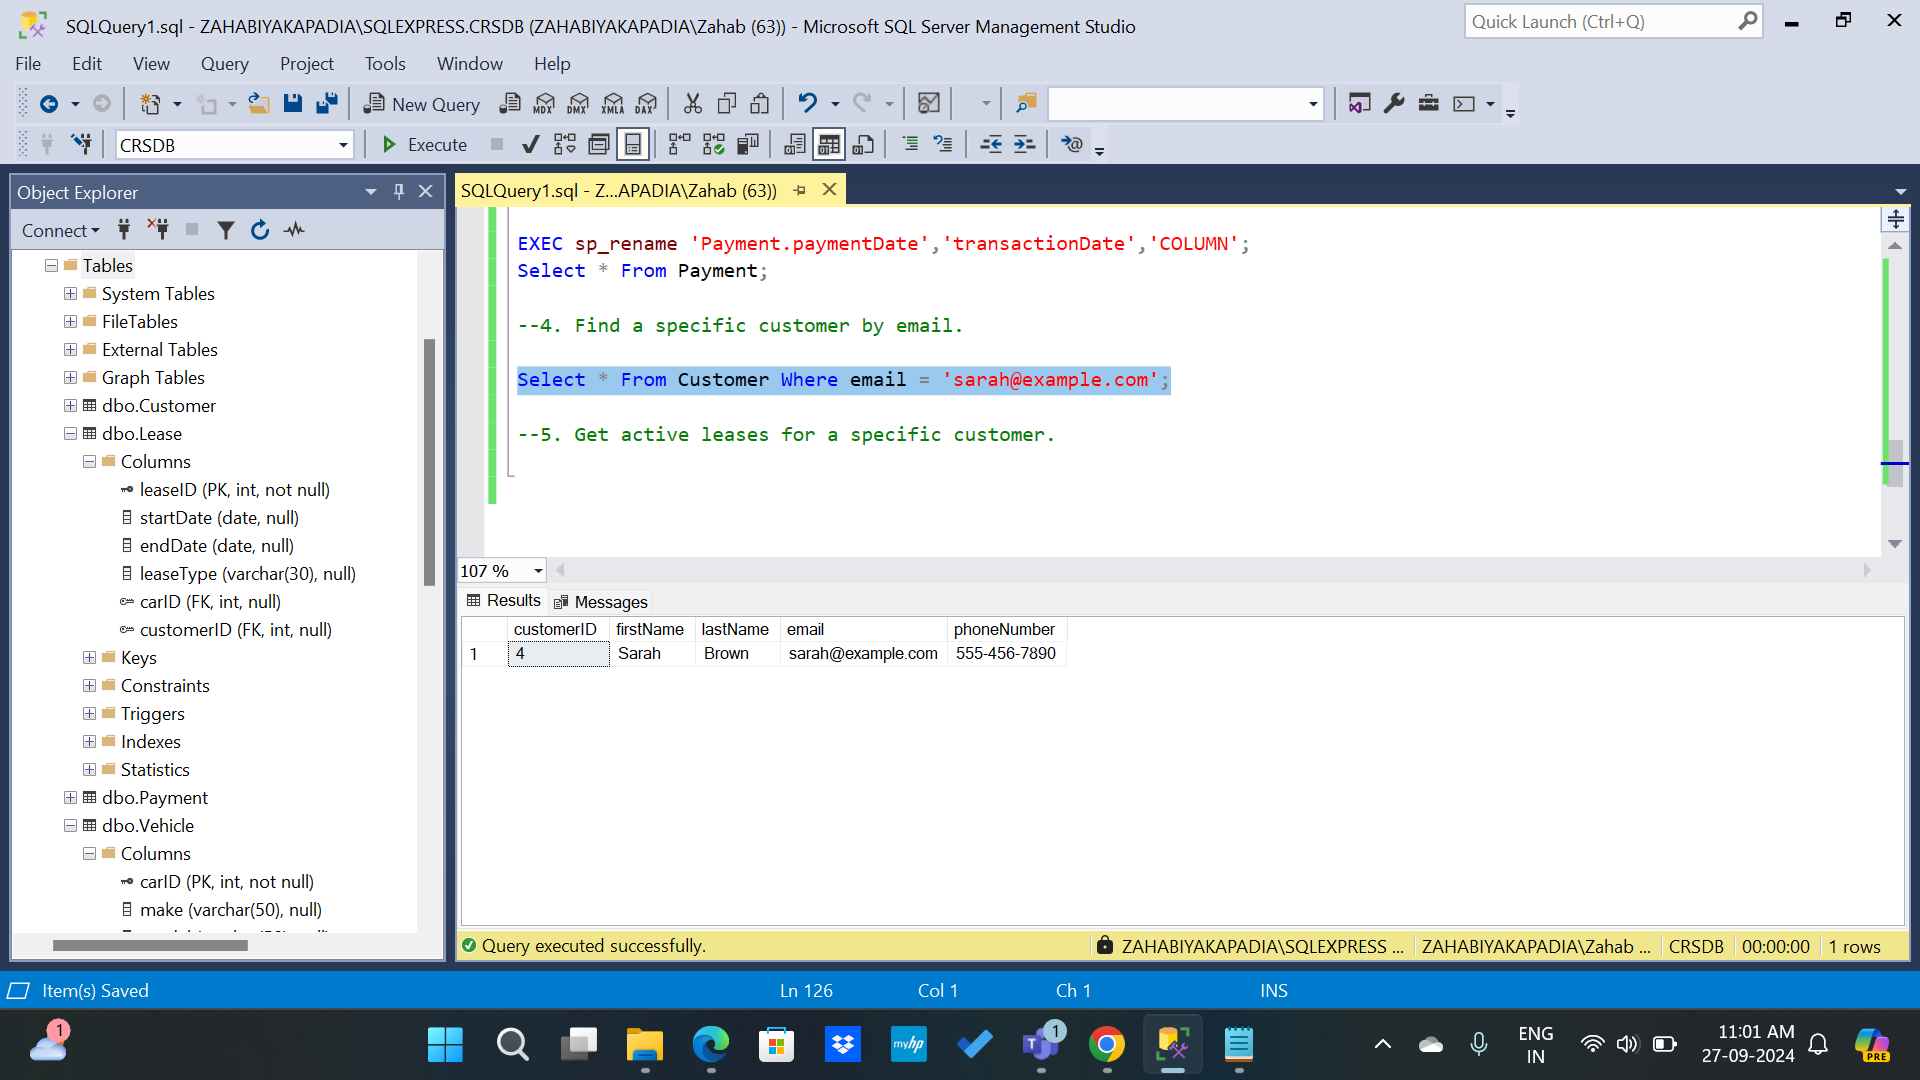 SQLQuery1.sql - ZAHABIYAKAPADIA\SQLEXPRESS.CRSDB (ZAHABIYAKAPADIA\Zahab (63)) - Microsoft SQL Server Management Studio
Quick Launch (Ctrl+Q)
File Edit View Query Project Tools Window Help
New Query
MDX
DMX
XMLA
DAX
CRSDB
Execute
Object Explorer
Connect
Tables
System Tables
FileTables
External Tables
Graph Tables
dbo.Customer
dbo.Lease
Columns
leaseID (PK, int, not null)
startDate (date, null)
endDate (date, null)
leaseType (varchar(30), null)
carID (FK, int, null)
customerID (FK, int, null)
Keys
Constraints
Triggers
Indexes
Statistics
dbo.Payment
dbo.Vehicle
Columns
carID (PK, int, not null)
make (varchar(50), null)
SQLQuery1.sql - Z...APADIA\Zahab (63))
EXEC sp_rename 'Payment.paymentDate','transactionDate','COLUMN';
Select * From Payment;
--4. Find a specific customer by email.
Select * From Customer Where email = 'sarah@example.com';
--5. Get active leases for a specific customer.
107 %
Results Messages
customerID firstName lastName email phoneNumber
1 4 Sarah Brown sarah@example.com 555-456-7890
Query executed successfully.
ZAHABIYAKAPADIA\SQLEXPRESS ... ZAHABIYAKAPADIA\Zahab ... CRSDB 00:00:00 1 rows
Item(s) Saved
Ln 126 Col 1 Ch 1 INS
1
myhp
1
ENG
IN
11:01 AM
27-09-2024
PRE